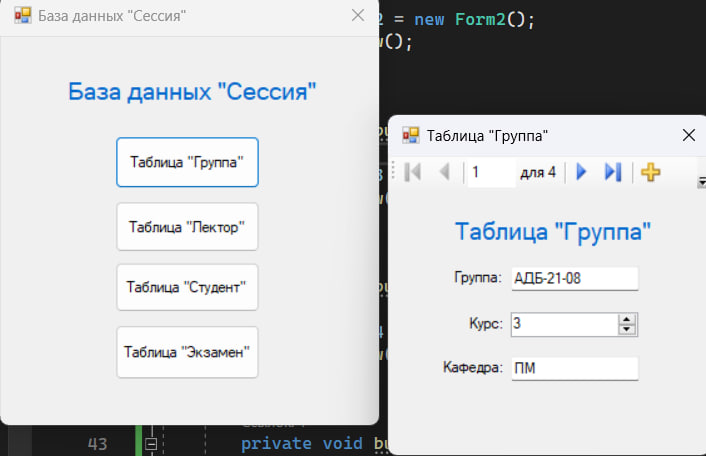 База данных "Сессия"
2 = new Form2();
w();
База данных "Сессия"
Таблица "Группа"
Таблица "Лектор"
Таблица "Студент"
Таблица "Экзамен"
Таблица "Группа"
1 для 4
Таблица "Группа"
Группа: АДБ-21-08
Курс: 3
Кафедра: ПМ
43 private void bu